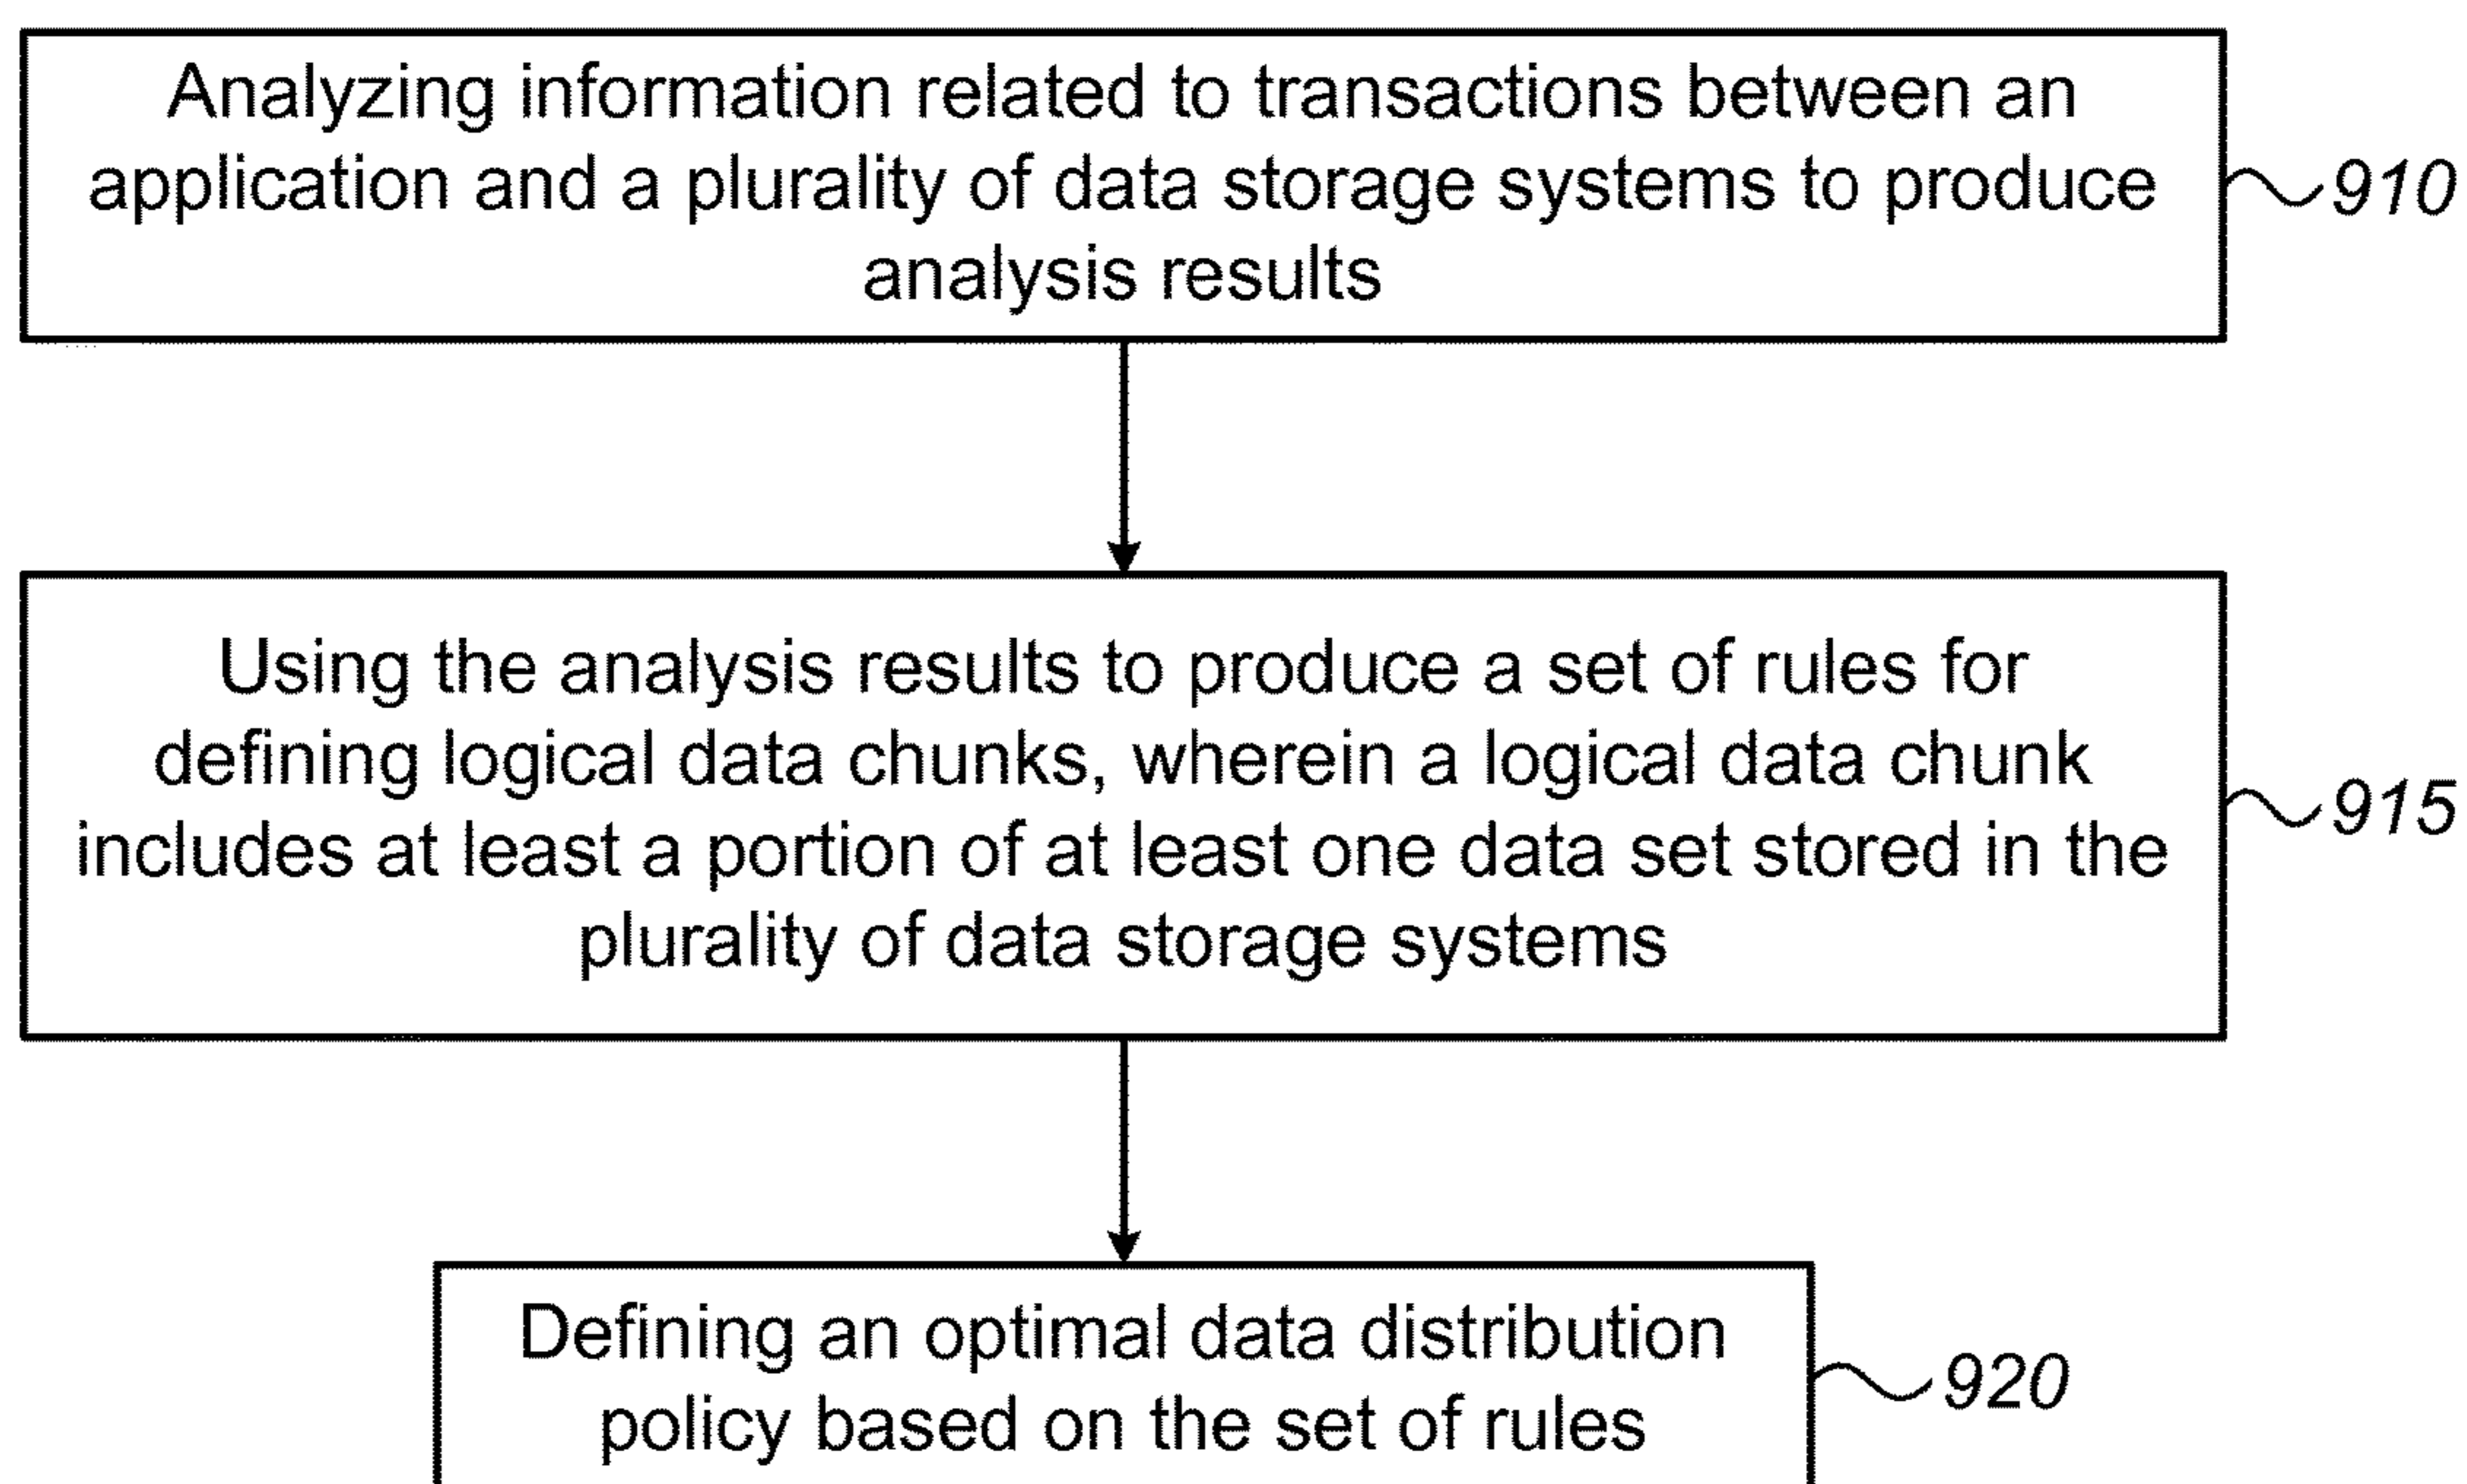 Analyzing information related to transactions between an
application and a plurality of data storage systems to produce
analysis results
910
Using the analysis results to produce a set of rules for
defining logical data chunks, wherein a logical data chunk
includes at least a portion of at least one data set stored in the
plurality of data storage systems
915
Defining an optimal data distribution
policy based on the set of rules
920